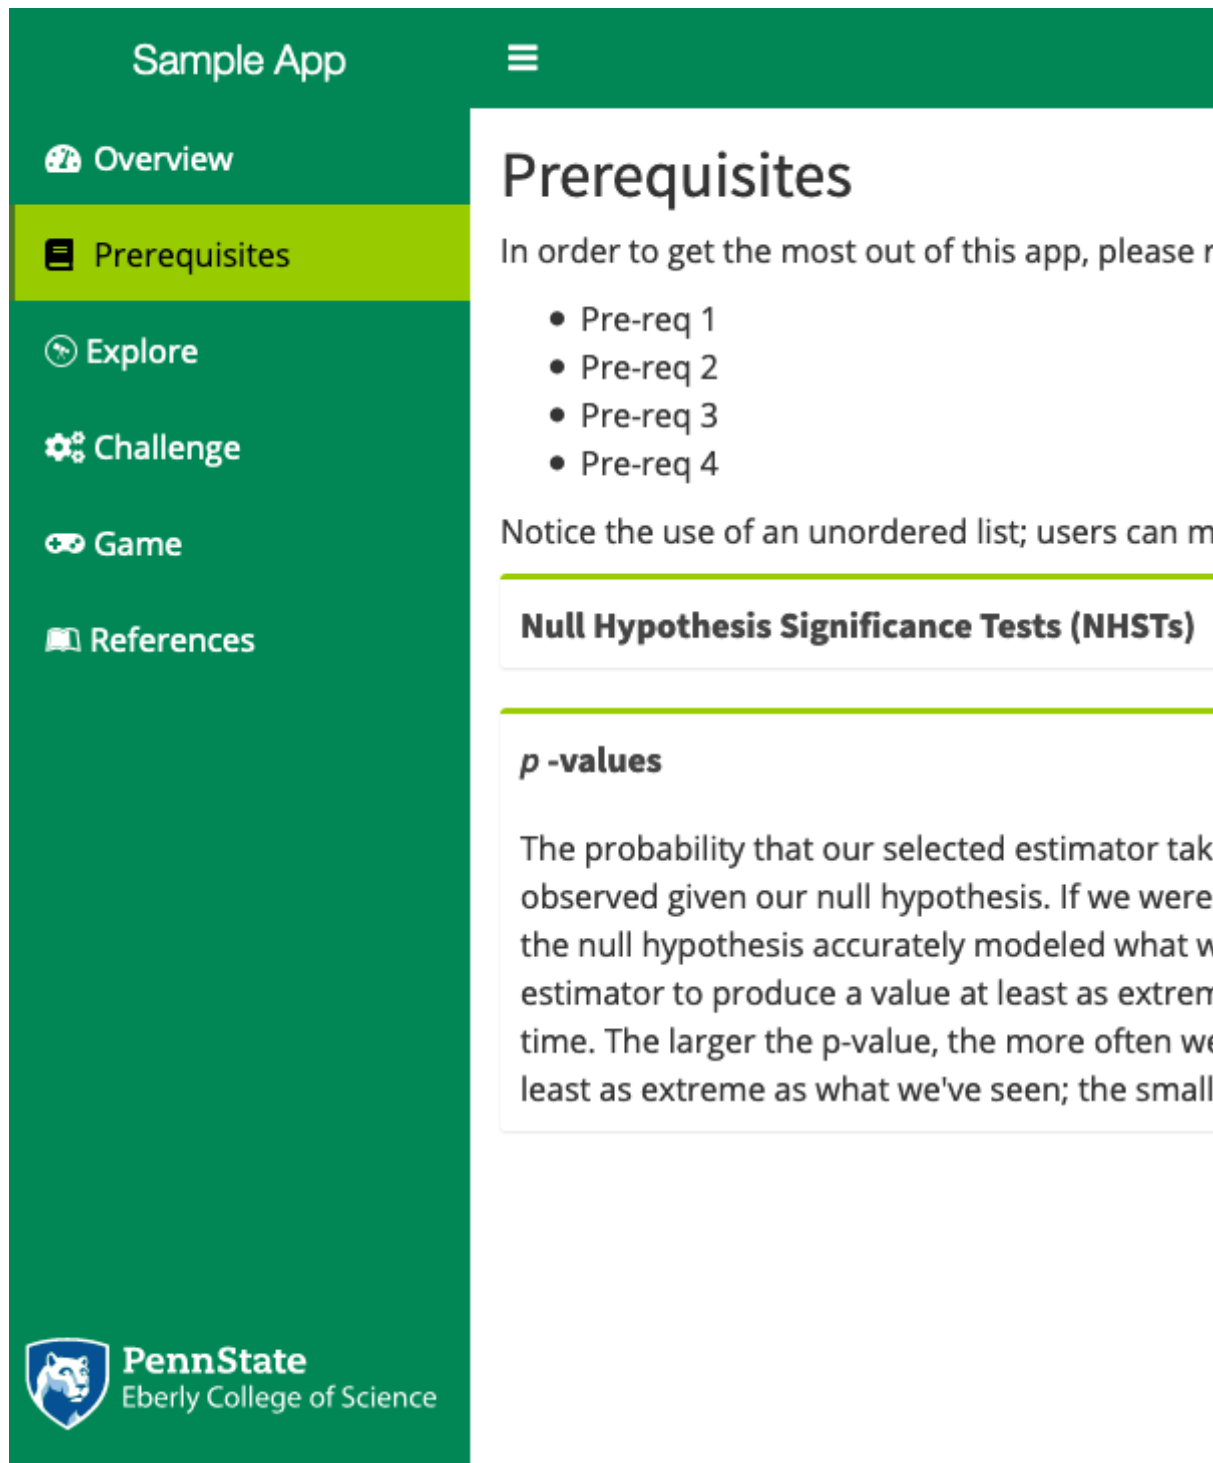 Sample App
Overview
Prerequisites
Explore
Challenge
Game
References
PennState
Eberly College of Science
Prerequisites
In order to get the most out of this app, please
• Pre-req 1
• Pre-req 2
• Pre-req 3
• Pre-req 4
Notice the use of an unordered list; users can
Null Hypothesis Significance Tests (NHSTs)
p -values
The probability that our selected estimator
observed given our null hypothesis. If we were
the null hypothesis accurately modeled what
estimator to produce a value at least as
time. The larger the p-value, the more often
least as extreme as what we've seen; the